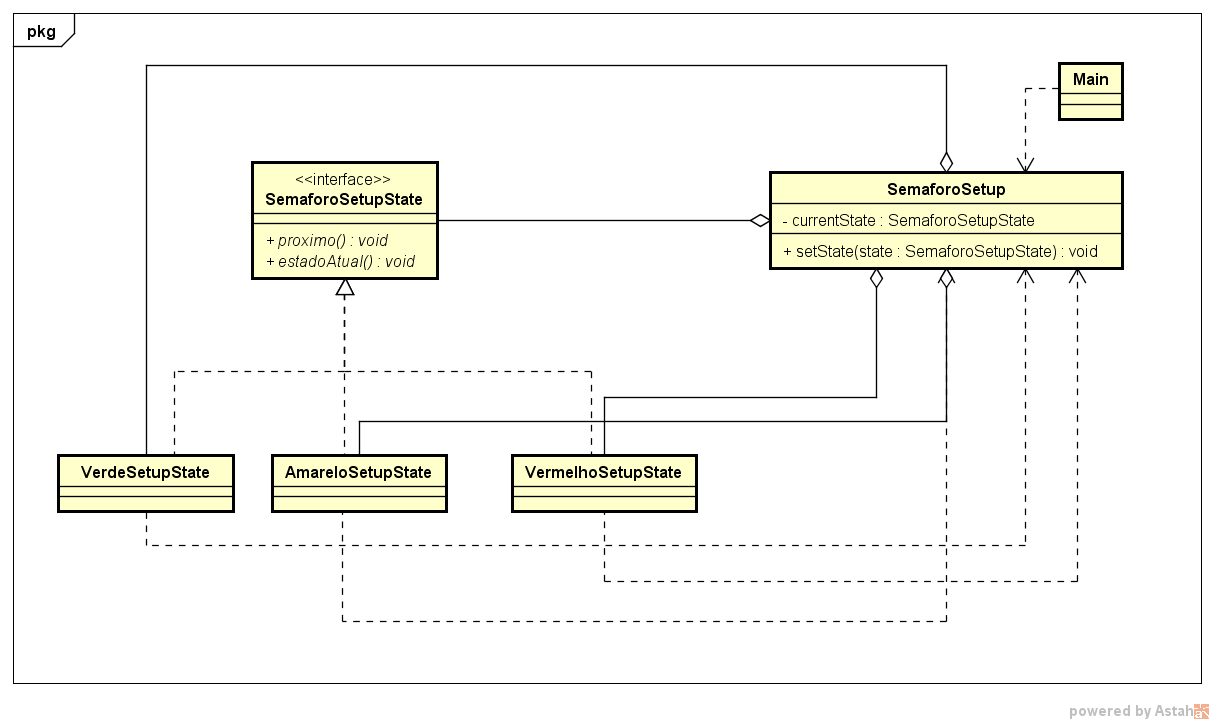 pkg
Main
<<interface>>
SemaforoSetupState
+ proximo() : void
+ estadoAtual() : void
SemaforoSetup
- currentState : SemaforoSetupState
+ setState(state : SemaforoSetupState) : void
VerdeSetupState
AmareloSetupState
VermelhoSetupState
powered by Astah